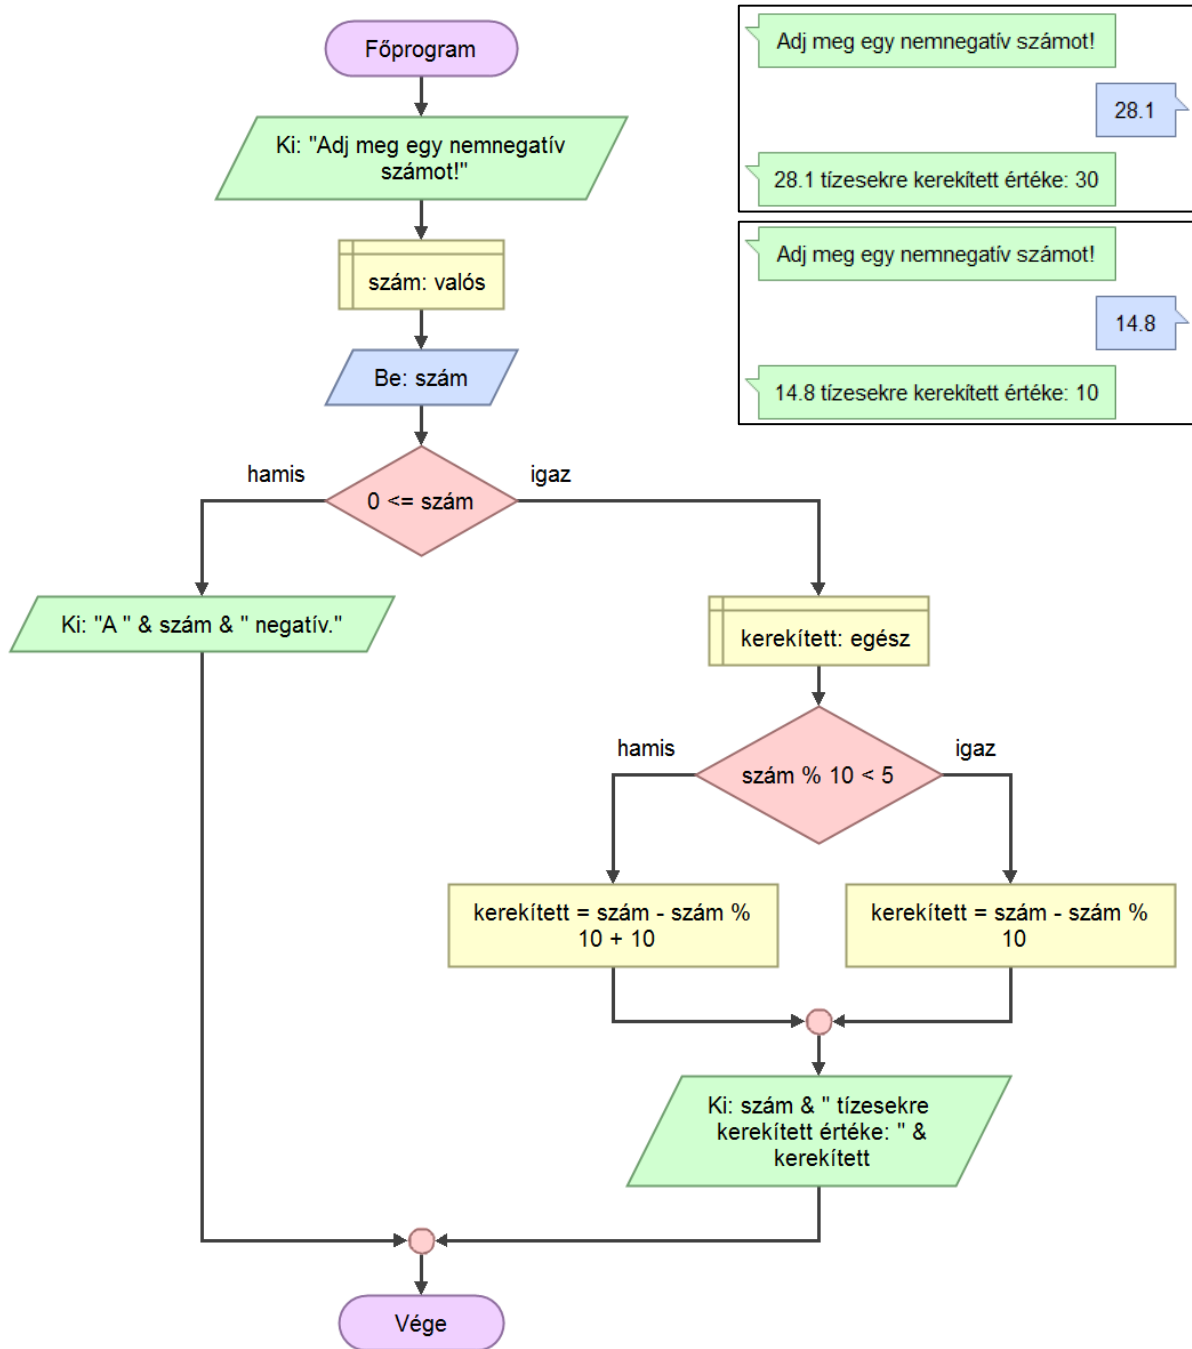 Főprogram
Ki: "Adj meg egy nemnegatív
számot!"
szám: valós
Be: szám
0 <= szám
hamis
igaz
Ki: "A " & szám & " negatív."
kerekített: egész
szám % 10 < 5
hamis
igaz
kerekített = szám - szám %
10 + 10
kerekített = szám - szám %
10
Ki: szám & " tízesekre
kerekített értéke: " &
kerekített
Vége
Adj meg egy nemnegatív számot!
28.1
28.1 tízesekre kerekített értéke: 30
Adj meg egy nemnegatív számot!
14.8
14.8 tízesekre kerekített értéke: 10